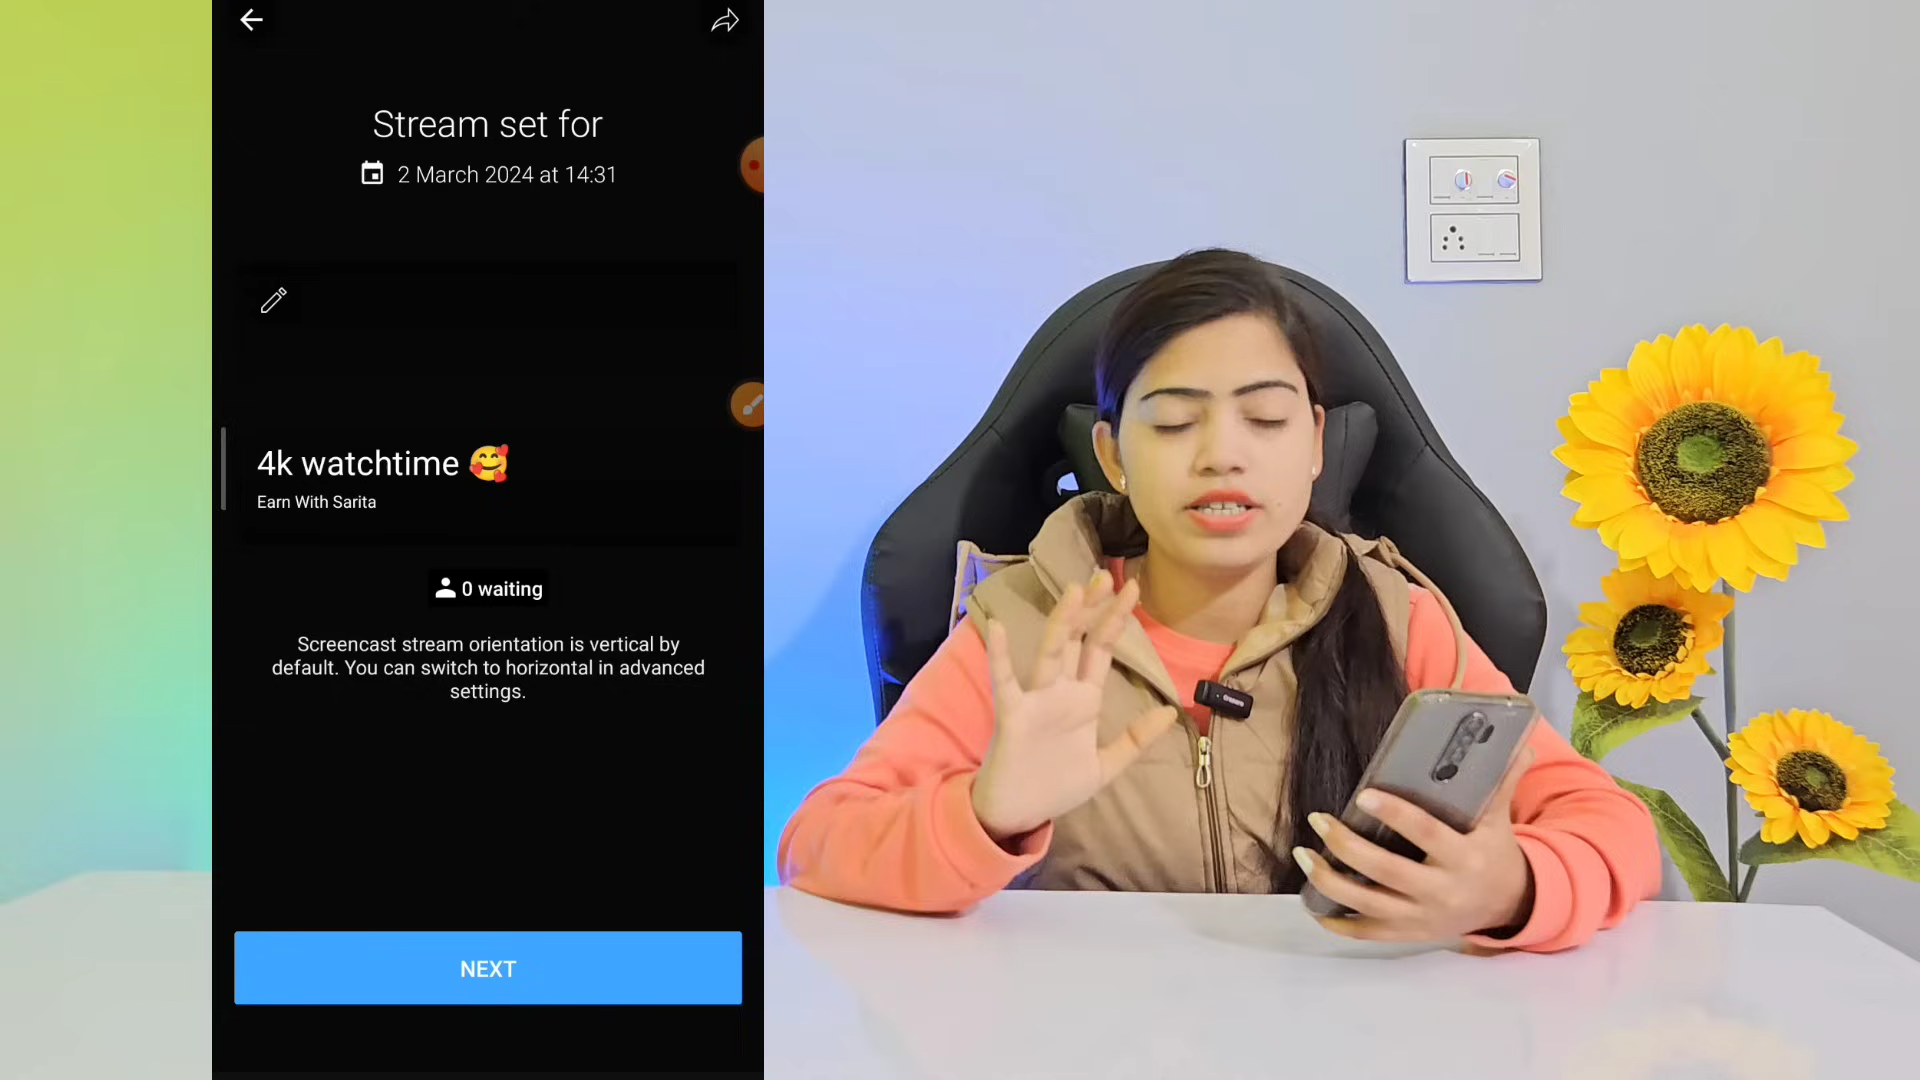 Stream set for
2 March 2024 at 14:31
4k watchtime 🥰
Earn With Sarita
0 waiting
Screencast stream orientation is vertical by
default. You can switch to horizontal in advanced
settings.
NEXT